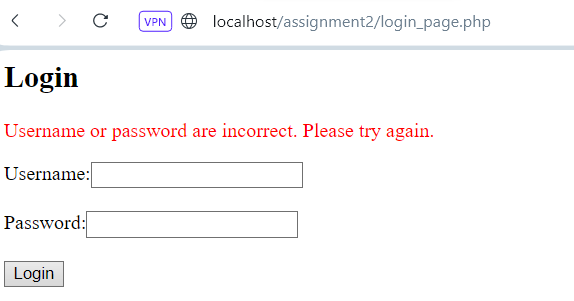 VPN localhost/assignment2/login_page.php
Login
Username or password are incorrect. Please try again.
Username:
Password:
Login